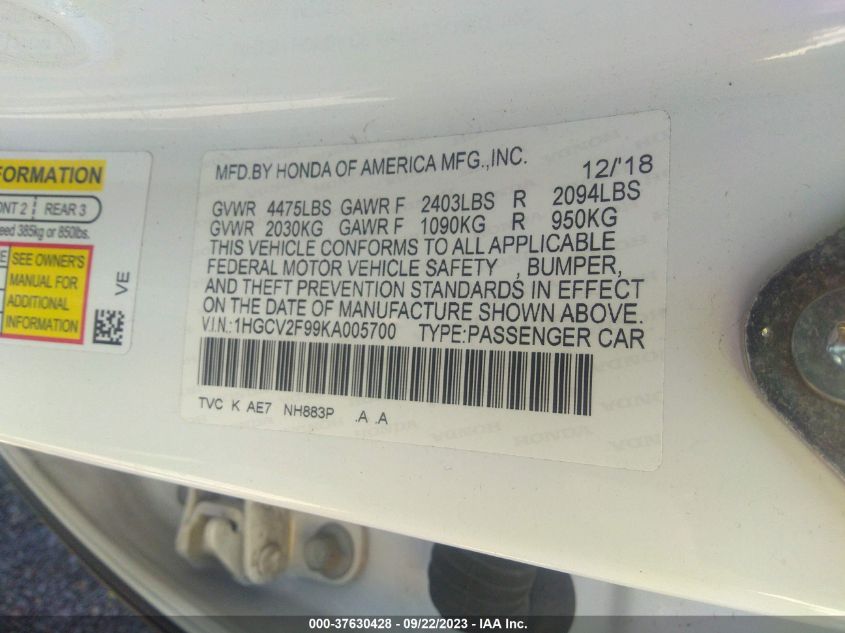 MFD.BY HONDA OF AMERICA MFG.,INC. 12/'18
GVWR 4475LBS GAWR F 2403LBS R 2094LBS
GVWR 2030KG GAWR F 1090KG R 950KG
THIS VEHICLE CONFORMS TO ALL APPLICABLE
FEDERAL MOTOR VEHICLE SAFETY , BUMPER,
AND THEFT PREVENTION STANDARDS IN EFFECT
ON THE DATE OF MANUFACTURE SHOWN ABOVE.
V.I.N.:1HGCV2F99KA005700 TYPE:PASSENGER CAR
TVC K AE7 NH883P .A .A
FORMATION
ONT 2 REAR 3
eed 385kg or 850lbs.
RE
SEE OWNER'S
MANUAL FOR
ADDITIONAL
INFORMATION
VE
HONDA
000-37630428 - 09/22/2023 - IAA Inc.